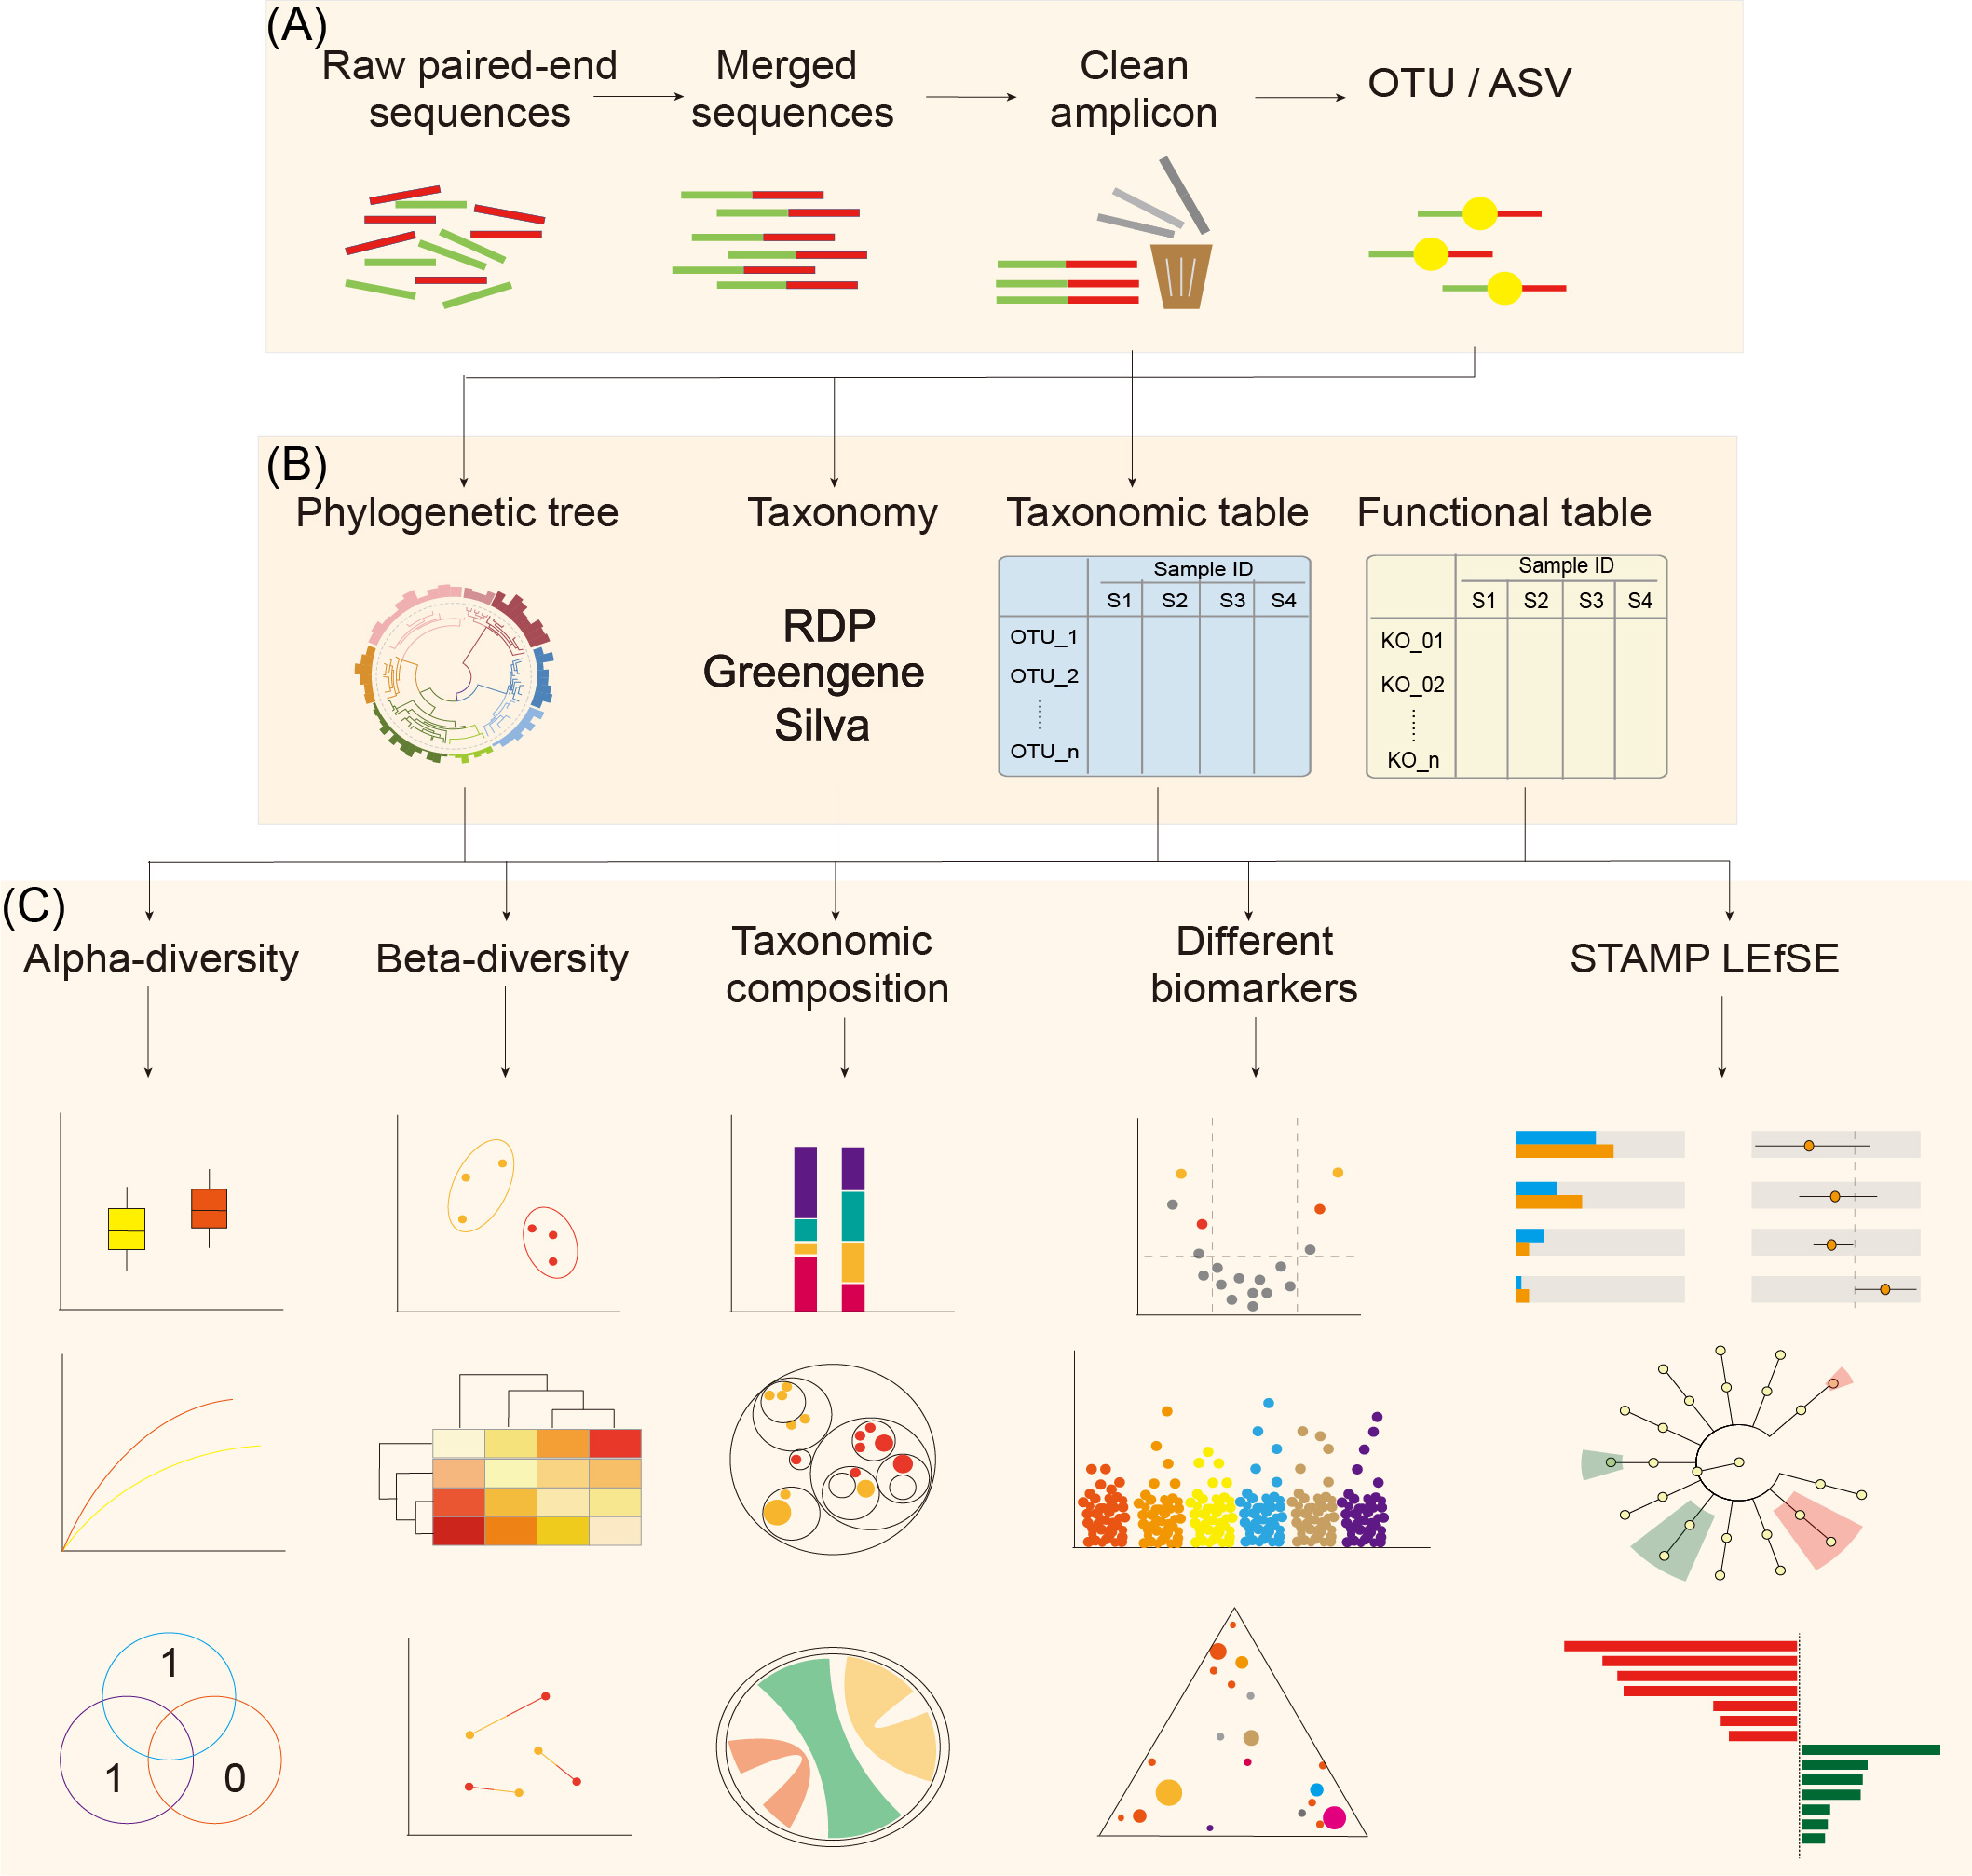 (A)
Raw paired-end
sequences
Merged
sequences
Clean
amplicon
OTU / ASV
(B)
Phylogenetic tree
Taxonomy
RDP
Greengene
Silva
Taxonomic table
Sample ID
S1 S2 S3 S4
OTU_1
OTU_2
OTU_n
Functional table
Sample ID
S1 S2 S3 S4
KO_01
KO_02
KO_n
(C)
Alpha-diversity
Beta-diversity
Taxonomic
composition
Different
biomarkers
STAMP LEfSE
1
1 0